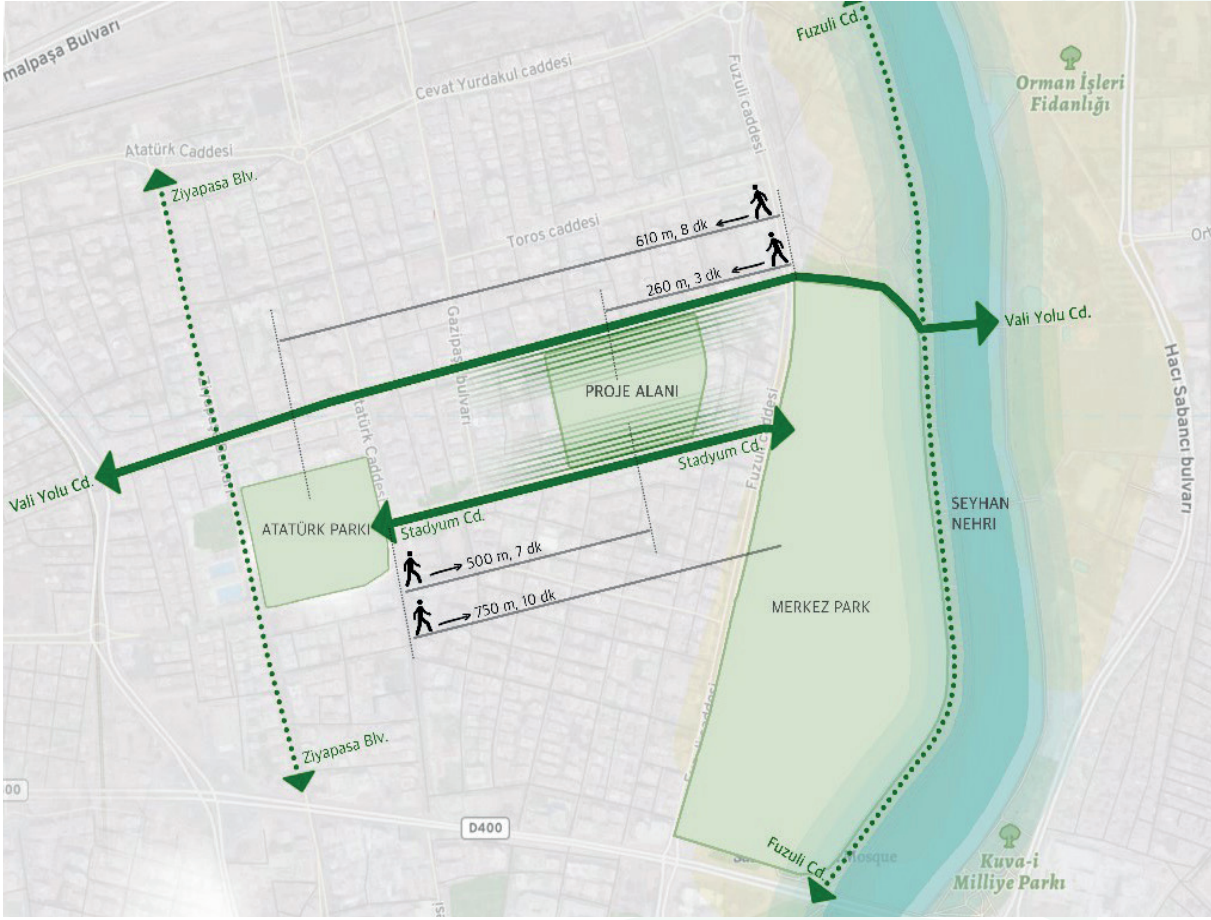 Fuzuli Cd.
malpaşa Bulvarı
Cevat Yurdakul caddesi
Fuzuli caddesi
Orman İşleri
Fidanlığı
Atatürk Caddesi
Ziyapasa Blv.
Toros caddesi
610 m, 8 dk
260 m, 3 dk
Vali Yolu Cd.
Gazipaşa bulvarı
PROJE ALANI
Hacı Sabancı bulvarı
tatürk Caddesi
Fuzuli caddesi
Stadyum Cd.
Vali Yolu Cd.
ATATÜRK PARKI
Stadyum Cd.
SEYHAN
NEHRI
500 m, 7 dk
750 m, 10 dk
MERKEZ PARK
Ziyapasa Blv.
00
D400
Fuzuli Cd.
Kuva-i
Milliye Parkı